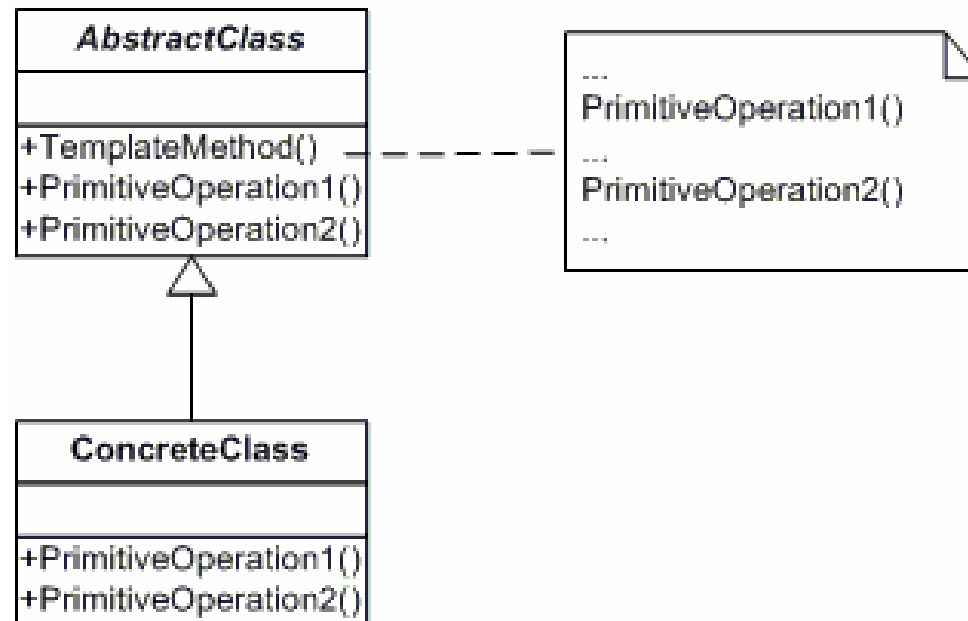 AbstractClass
+TemplateMethod()
+PrimitiveOperation1()
+PrimitiveOperation2()
...
PrimitiveOperation1()
...
PrimitiveOperation2()
...
ConcreteClass
+PrimitiveOperation1()
+PrimitiveOperation2()